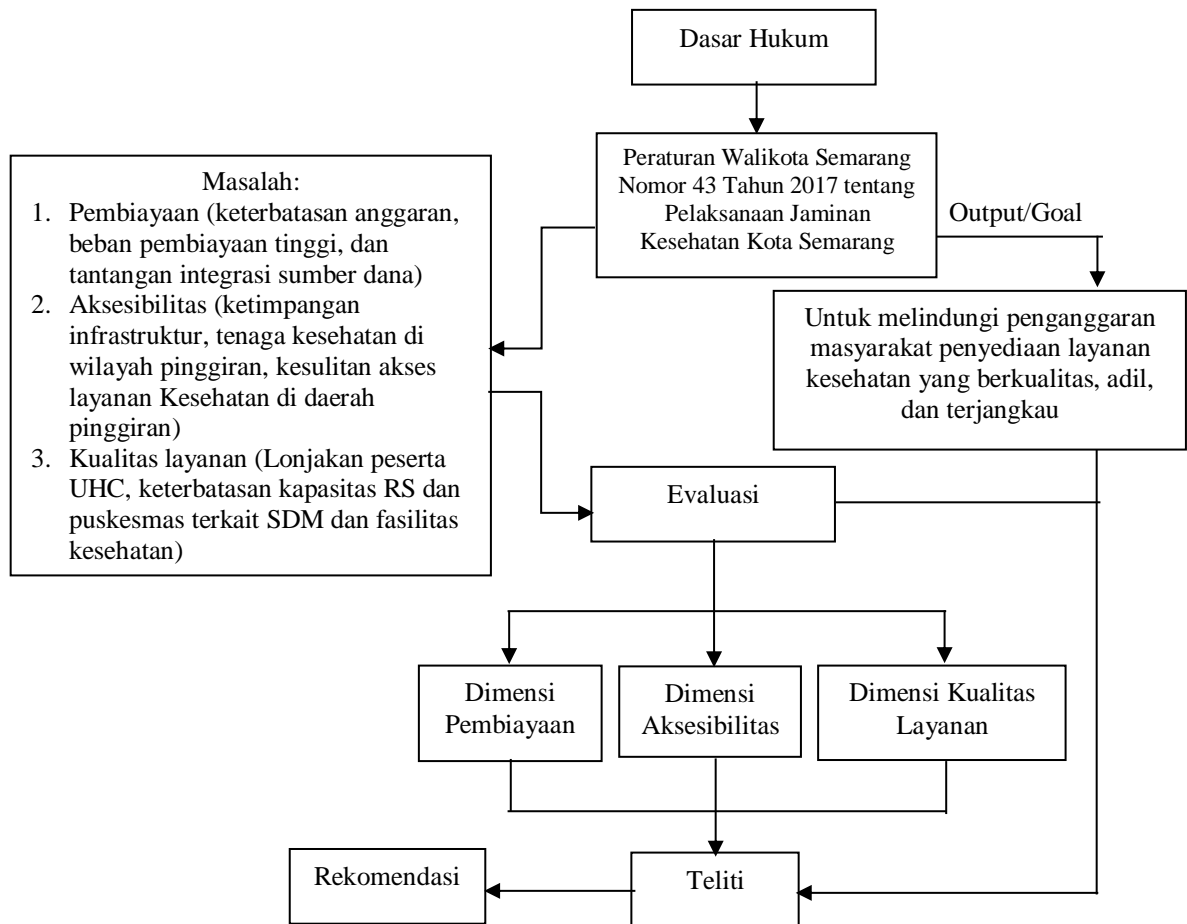 Dasar Hukum
Peraturan Walikota Semarang
Nomor 43 Tahun 2017 tentang
Pelaksanaan Jaminan
Kesehatan Kota Semarang
Output/Goal
Masalah:
1. Pembiayaan (keterbatasan anggaran,
beban pembiayaan tinggi, dan
tantangan integrasi sumber dana)
2. Aksesibilitas (ketimpangan
infrastruktur, tenaga kesehatan di
wilayah pinggiran, kesulitan akses
layanan Kesehatan di daerah
pinggiran)
3. Kualitas layanan (Lonjakan peserta
UHC, keterbatasan kapasitas RS dan
puskesmas terkait SDM dan fasilitas
kesehatan)
Untuk melindungi penganggaran
masyarakat penyediaan layanan
kesehatan yang berkualitas, adil,
dan terjangkau
Evaluasi
Dimensi
Pembiayaan
Dimensi
Aksesibilitas
Dimensi Kualitas
Layanan
Rekomendasi
Teliti